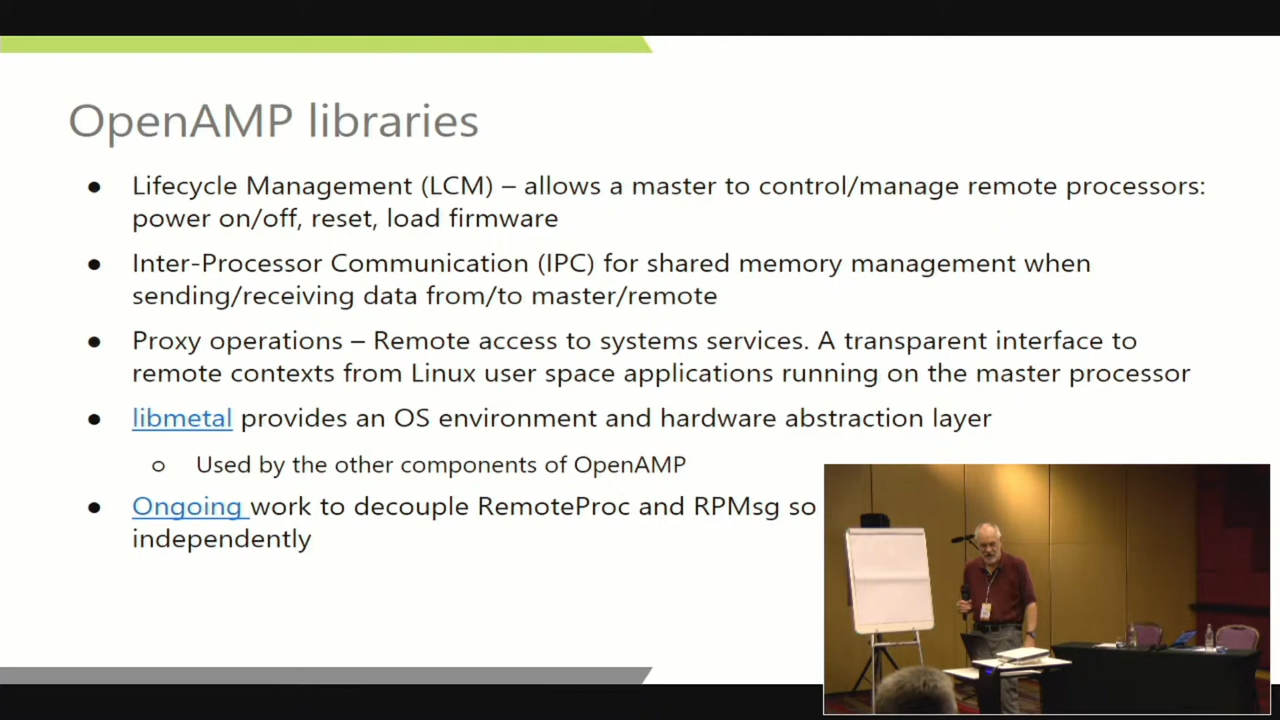 OpenAMP libraries
● Lifecycle Management (LCM) – allows a master to control/manage remote processors:
power on/off, reset, load firmware
● Inter-Processor Communication (IPC) for shared memory management when
sending/receiving data from/to master/remote
● Proxy operations – Remote access to systems services. A transparent interface to
remote contexts from Linux user space applications running on the master processor
● libmetal provides an OS environment and hardware abstraction layer
o Used by the other components of OpenAMP
● Ongoing work to decouple RemoteProc and RPMsg so
independently